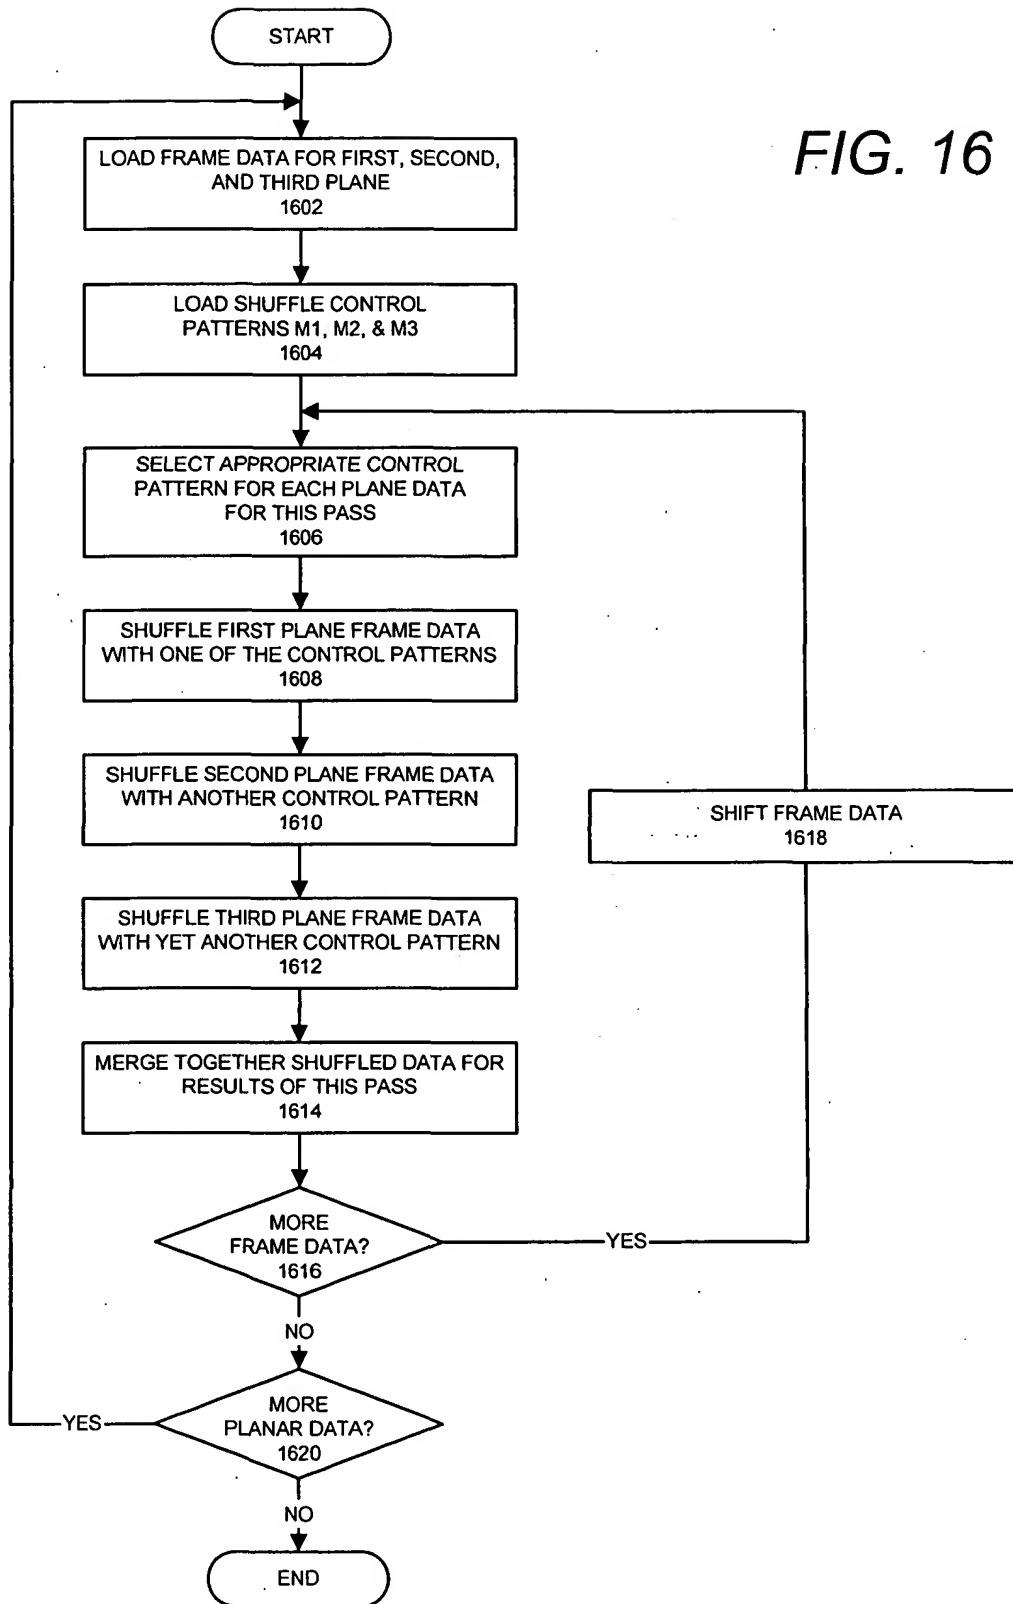 START
FIG. 16
LOAD FRAME DATA FOR FIRST, SECOND,
AND THIRD PLANE
1602
LOAD SHUFFLE CONTROL
PATTERNS M1, M2, & M3
1604
SELECT APPROPRIATE CONTROL
PATTERN FOR EACH PLANE DATA
FOR THIS PASS
1606
SHUFFLE FIRST PLANE FRAME DATA
WITH ONE OF THE CONTROL PATTERNS
1608
SHUFFLE SECOND PLANE FRAME DATA
WITH ANOTHER CONTROL PATTERN
1610
SHIFT FRAME DATA
1618
SHUFFLE THIRD PLANE FRAME DATA
WITH YET ANOTHER CONTROL PATTERN
1612
MERGE TOGETHER SHUFFLED DATA FOR
RESULTS OF THIS PASS
1614
MORE
FRAME DATA?
1616
YES
NO
MORE
PLANAR DATA?
1620
YES
NO
END